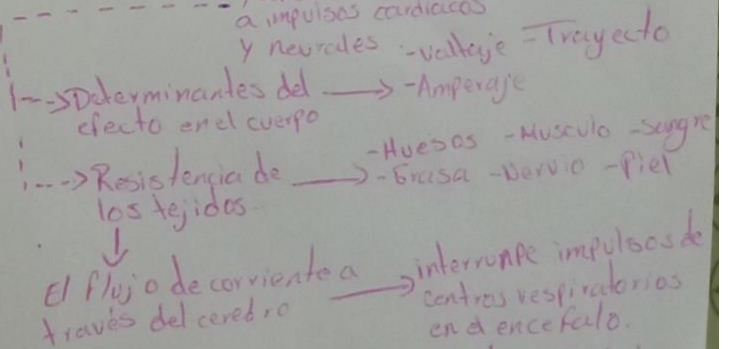 a impulsos cardiacos
y neurales
-Voltaje -Trayecto
Determinantes del
efecto en el cuerpo
-Amperaje
Resistencia de
los tejidos
-Huesos -Musculo -Sangre
-Grasa -Nervio -Piel
El flujo de corriente a
través del cerebro
interrumpe impulsos de
centros respiratorios
en el encefalo.